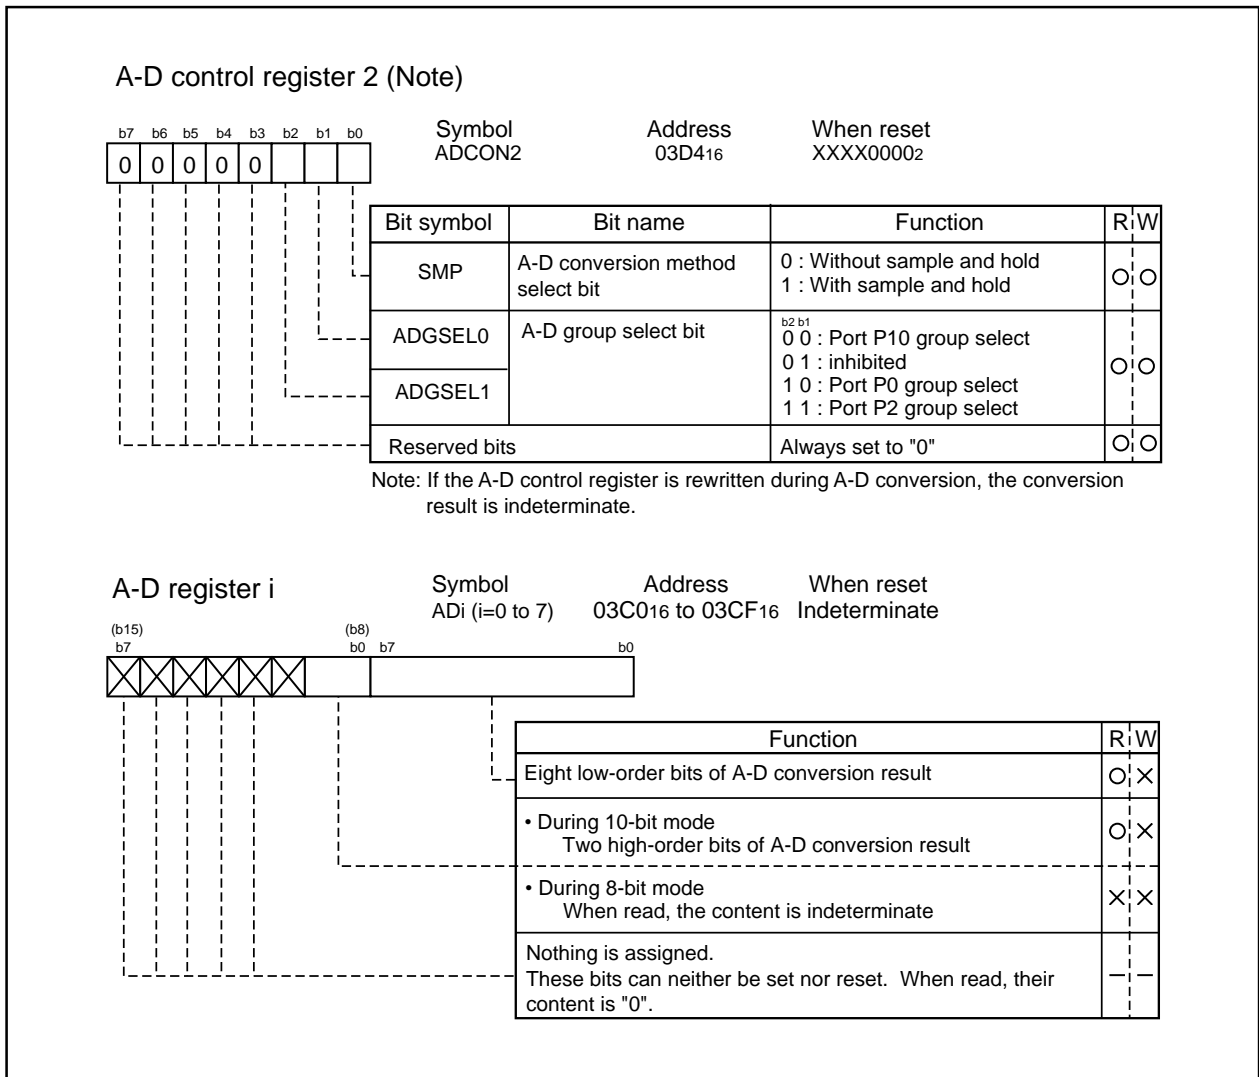 A-D control register 2 (Note)
b7 b6 b5 b4 b3 b2 b1 b0
0 0 0 0 0
Symbol Address When reset
ADCON2 03D416 XXXX00002
Bit symbol Bit name Function R W
SMP A-D conversion method select bit 0 : Without sample and hold
1 : With sample and hold
ADGSEL0 A-D group select bit b2 b1
0 0 : Port P10 group select
0 1 : inhibited
ADGSEL1 1 0 : Port P0 group select
1 1 : Port P2 group select
Reserved bits Always set to "0"
Note: If the A-D control register is rewritten during A-D conversion, the conversion
result is indeterminate.
A-D register i
Symbol Address When reset
ADi (i=0 to 7) 03C016 to 03CF16 Indeterminate
(b15) (b8)
b7 b0 b7 b0
Function R W
Eight low-order bits of A-D conversion result
• During 10-bit mode
Two high-order bits of A-D conversion result
• During 8-bit mode
When read, the content is indeterminate
Nothing is assigned.
These bits can neither be set nor reset. When read, their
content is "0".